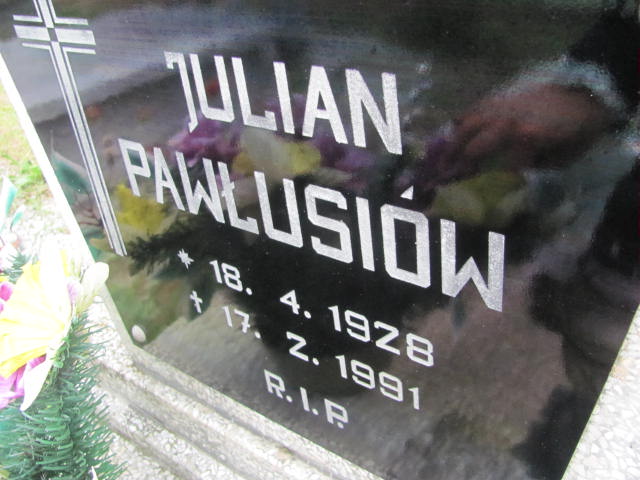 JULIAN
PAWŁUSIÓW
* 18. 4. 1928
† 17. 2. 1991
R.I.P.